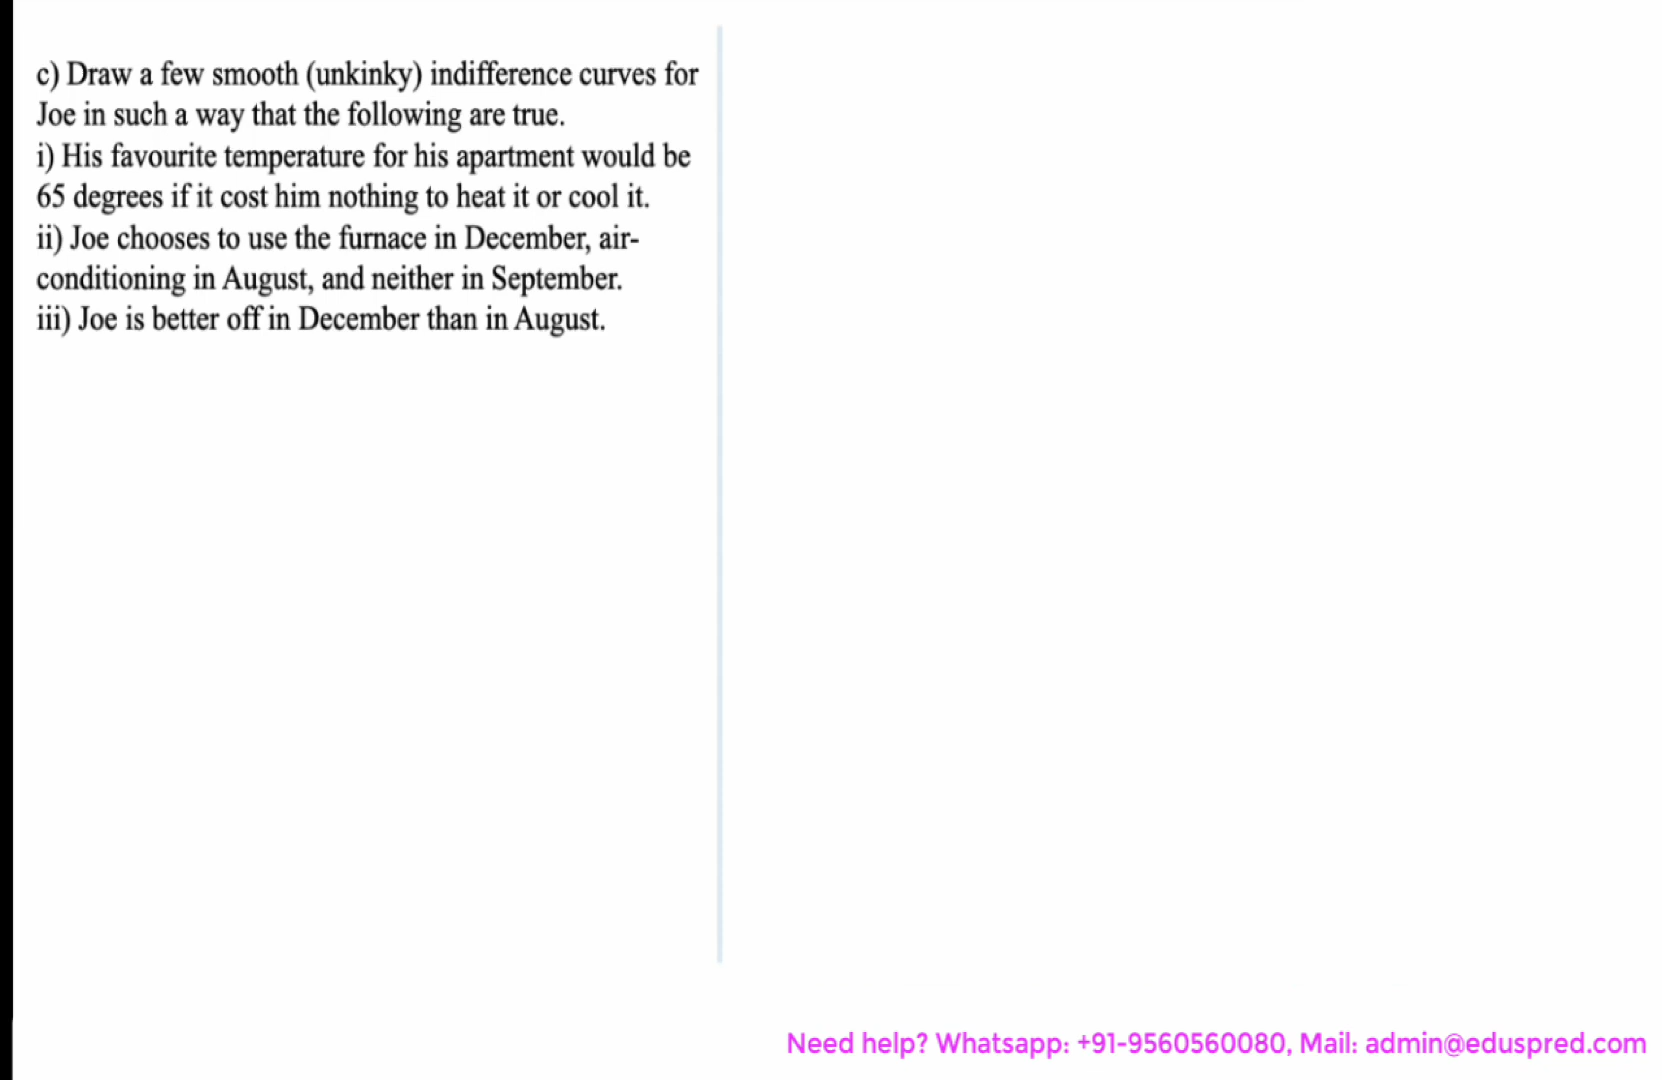 c) Draw a few smooth (unkinky) indifference curves for
Joe in such a way that the following are true.
i) His favourite temperature for his apartment would be
65 degrees if it cost him nothing to heat it or cool it.
ii) Joe chooses to use the furnace in December, air-
conditioning in August, and neither in September.
iii) Joe is better off in December than in August.
Need help? Whatsapp: +91-9560560080, Mail: admin@eduspred.com